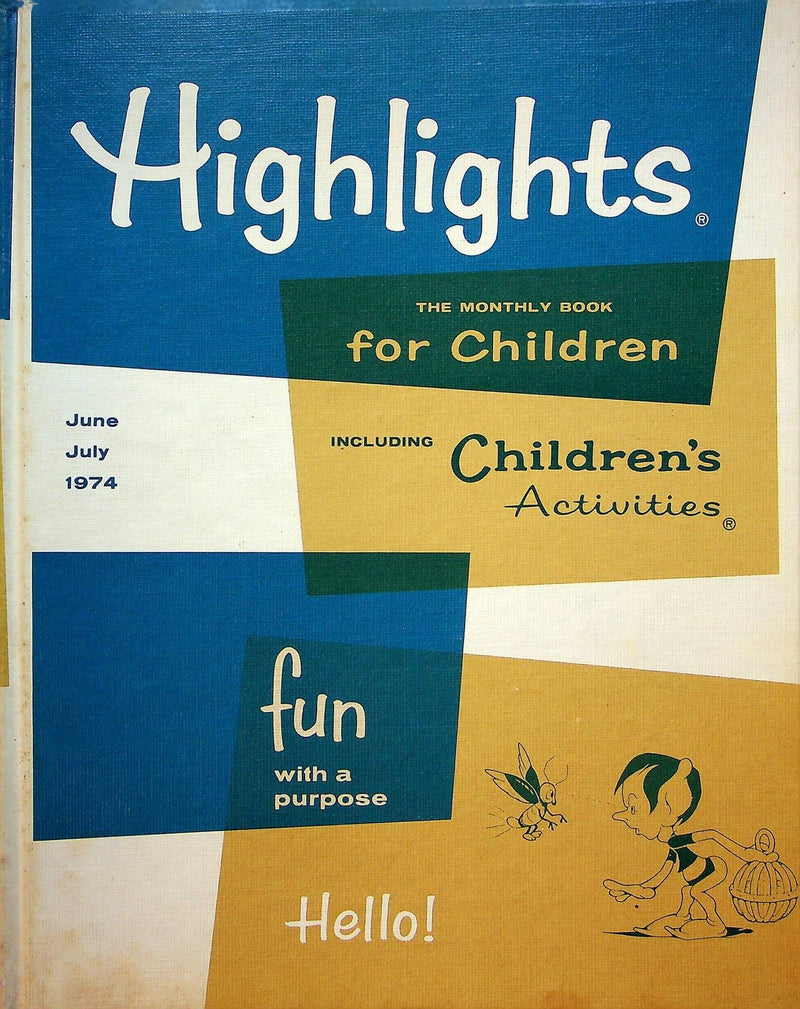 Highlights®
THE MONTHLY BOOK
for Children
June
July
1974
INCLUDING Children's
Activities®
fun
with a
purpose
Hello!